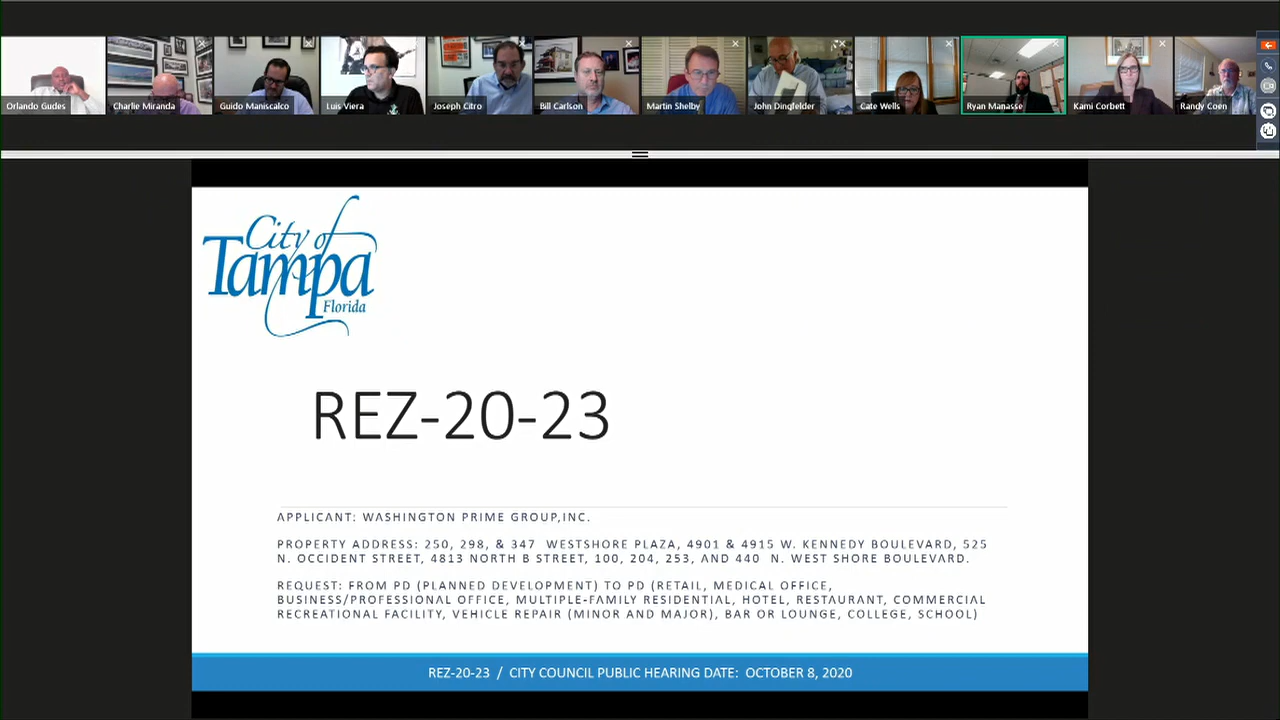 Orlando Gudes
Charlie Miranda
Guido Maniscalco
Luis Viera
Joseph Citro
Bill Carlson
Martin Shelby
John Dingfelder
Cate Wells
Ryan Manasse
Kami Corbett
Randy Coen
City of
Tampa
Florida
REZ-20-23
APPLICANT: WASHINGTON PRIME GROUP,INC.
PROPERTY ADDRESS: 250, 298, & 347 WESTSHORE PLAZA, 4901 & 4915 W. KENNEDY BOULEVARD, 525
N. OCCIDENT STREET, 4813 NORTH B STREET, 100, 204, 253, AND 440 N. WEST SHORE BOULEVARD.
REQUEST: FROM PD (PLANNED DEVELOPMENT) TO PD (RETAIL, MEDICAL OFFICE,
BUSINESS/PROFESSIONAL OFFICE, MULTIPLE-FAMILY RESIDENTIAL, HOTEL, RESTAURANT, COMMERCIAL
RECREATIONAL FACILITY, VEHICLE REPAIR (MINOR AND MAJOR), BAR OR LOUNGE, COLLEGE, SCHOOL)
REZ-20-23 / CITY COUNCIL PUBLIC HEARING DATE: OCTOBER 8, 2020